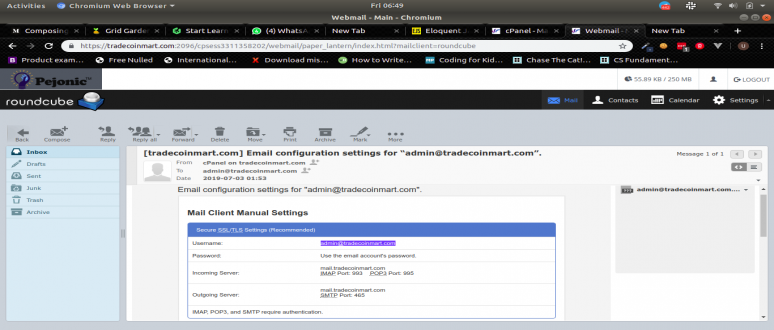 Activities Chromium Web Browser Fri 06:49
Webmail - Main - Chromium
Composing Grid Garde Start Learn (4) WhatsA New Tab Eloquent J cPanel - Ma Webmail - New Tab
https://tradecoinmart.com:2096/cpsess3311358202/webmail/paper_lantern/index.html?mailclient=roundcube
Product exam... Free Nulled International... Download mis... How to Write... Coding for Kid... Chase The Cat!... CS Fundament...
Pejonic 55.89 KB / 250 MB LOGOUT
roundcube Mail Contacts Calendar Settings
Back Compose Reply Reply all Forward Delete Move Print Archive Mark More
Inbox
Drafts
Sent
Junk
Trash
Archive
[tradecoinmart.com] Email configuration settings for “admin@tradecoinmart.com”. Message 1 of 1
From cPanel on tradecoinmart.com
To admin@tradecoinmart.com
Date 2019-07-03 01:53
Email configuration settings for "admin@tradecoinmart.com".
admin@tradecoinmart.com....
Mail Client Manual Settings
Secure SSL/TLS Settings (Recommended)
Username: admin@tradecoinmart.com
Password: Use the email account's password.
Incoming Server: mail.tradecoinmart.com
IMAP Port: 993 POP3 Port: 995
Outgoing Server: mail.tradecoinmart.com
SMTP Port: 465
IMAP, POP3, and SMTP require authentication.